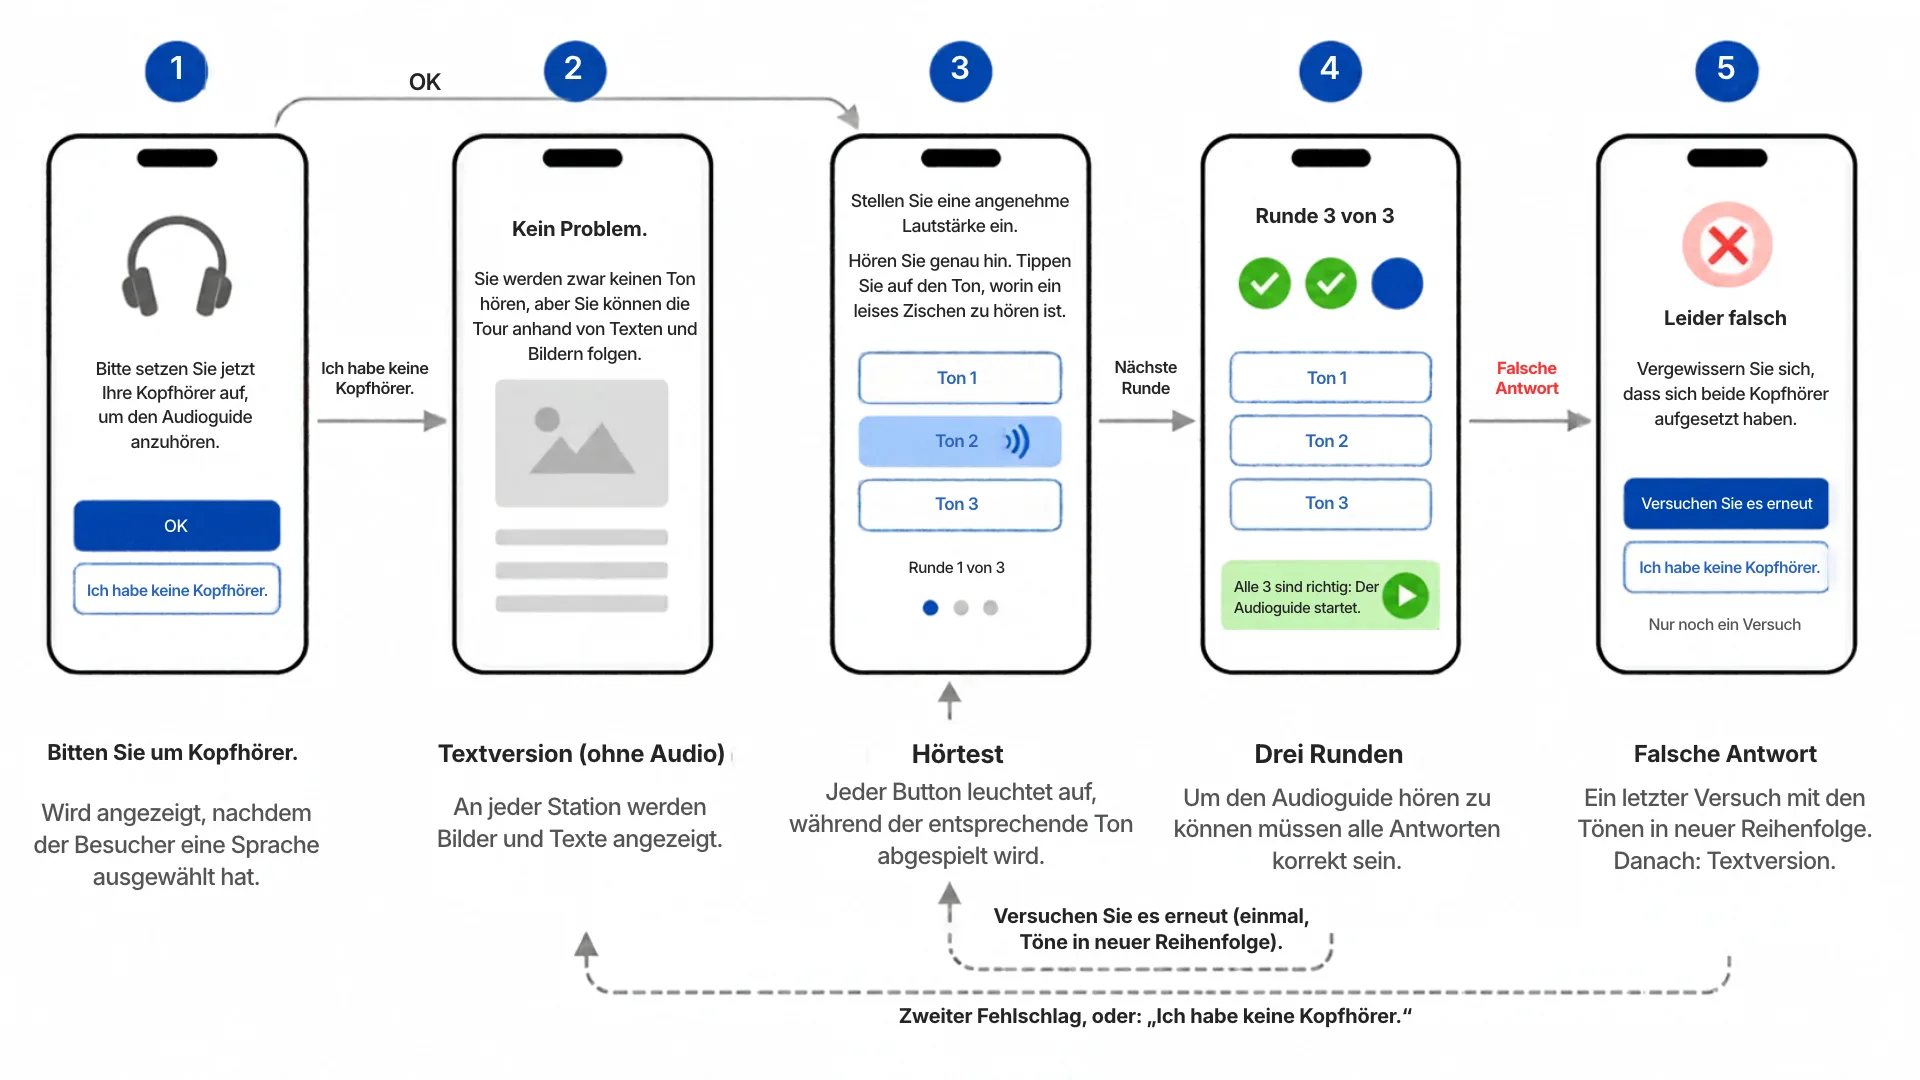 1
2
3
4
5
OK
Bitte setzen Sie jetzt
Ihre Kopfhörer auf,
um den Audioguide
anzuhören.
OK
Ich habe keine Kopfhörer.
Ich habe keine
Kopfhörer.
Kein Problem.
Sie werden zwar keinen Ton
hören, aber Sie können die
Tour anhand von Texten und
Bildern folgen.
Stellen Sie eine angenehme
Lautstärke ein.
Hören Sie genau hin. Tippen
Sie auf den Ton, worin ein
leises Zischen zu hören ist.
Ton 1
Ton 2
Ton 3
Runde 1 von 3
Nächste
Runde
Runde 3 von 3
Ton 1
Ton 2
Ton 3
Alle 3 sind richtig: Der
Audioguide startet.
Falsche
Antwort
Leider falsch
Vergewissern Sie sich,
dass sich beide Kopfhörer
aufgesetzt haben.
Versuchen Sie es erneut
Ich habe keine Kopfhörer.
Nur noch ein Versuch
Bitten Sie um Kopfhörer.
Wird angezeigt, nachdem
der Besucher eine Sprache
ausgewählt hat.
Textversion (ohne Audio)
An jeder Station werden
Bilder und Texte angezeigt.
Hörtest
Jeder Button leuchtet auf,
während der entsprechende Ton
abgespielt wird.
Drei Runden
Um den Audioguide hören zu
können müssen alle Antworten
korrekt sein.
Falsche Antwort
Ein letzter Versuch mit den
Tönen in neuer Reihenfolge.
Danach: Textversion.
Versuchen Sie es erneut (einmal,
Töne in neuer Reihenfolge).
Zweiter Fehlschlag, oder: „Ich habe keine Kopfhörer.“